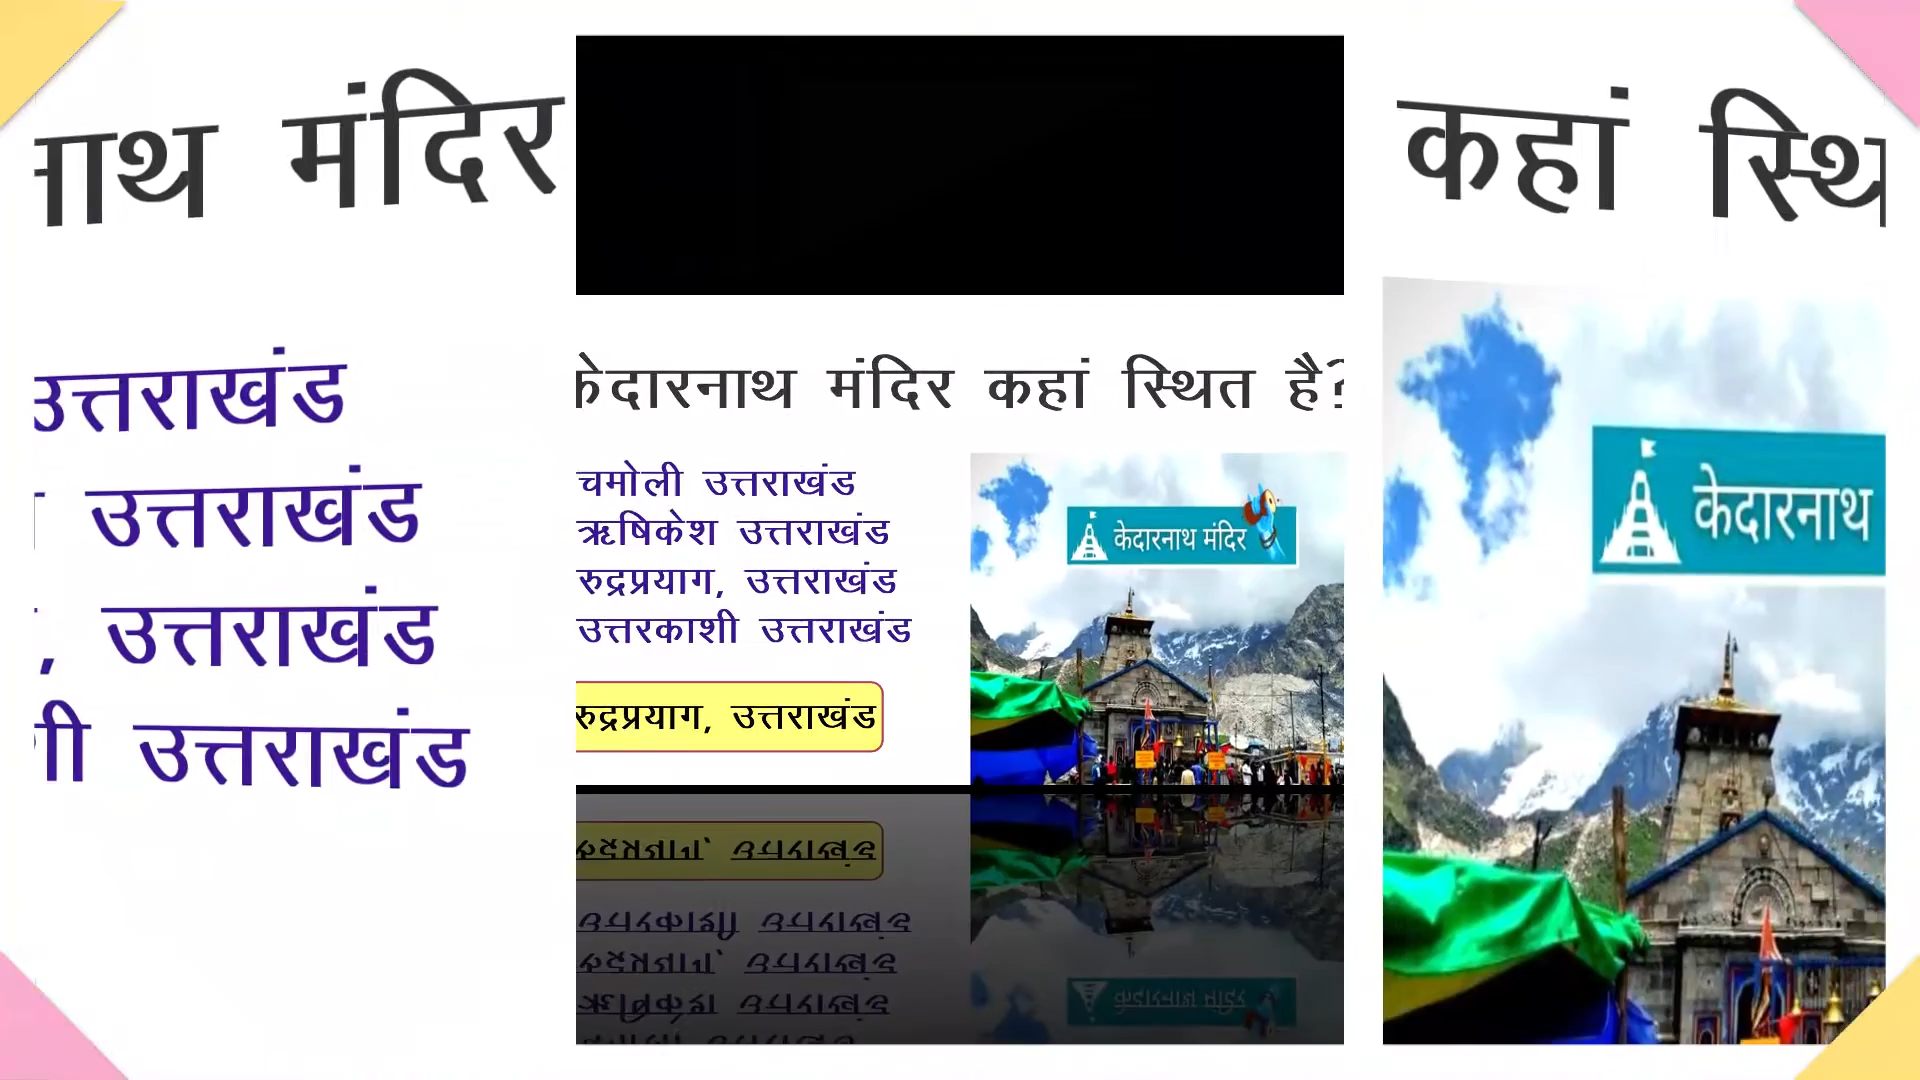 नाथ मंदिर
उत्तराखंड
उत्तराखंड
, उत्तराखंड
शी उत्तराखंड
केदारनाथ मंदिर कहां स्थित है?
चमोली उत्तराखंड
ऋषिकेश उत्तराखंड
रुद्रप्रयाग, उत्तराखंड
उत्तरकाशी उत्तराखंड
रुद्रप्रयाग, उत्तराखंड
केदारनाथ मंदिर
कहां स्थि
केदारनाथ